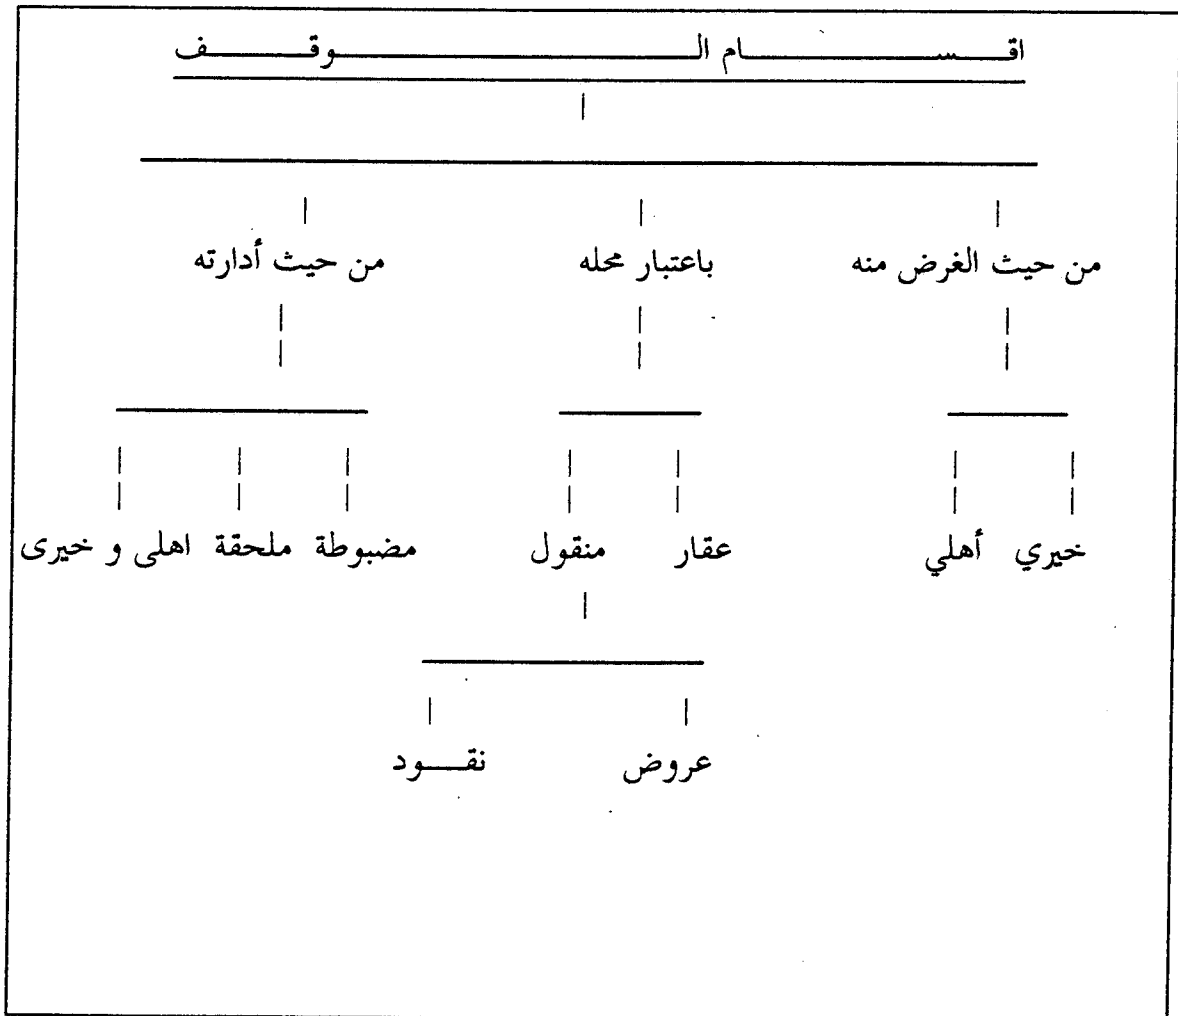 اقسام الوقف
من حيث الغرض منه باعتبار محله من حيث أدارته
خيري أهلي عقار منقول مضبوطة ملحقة اهلى و خيرى
عروض نقود